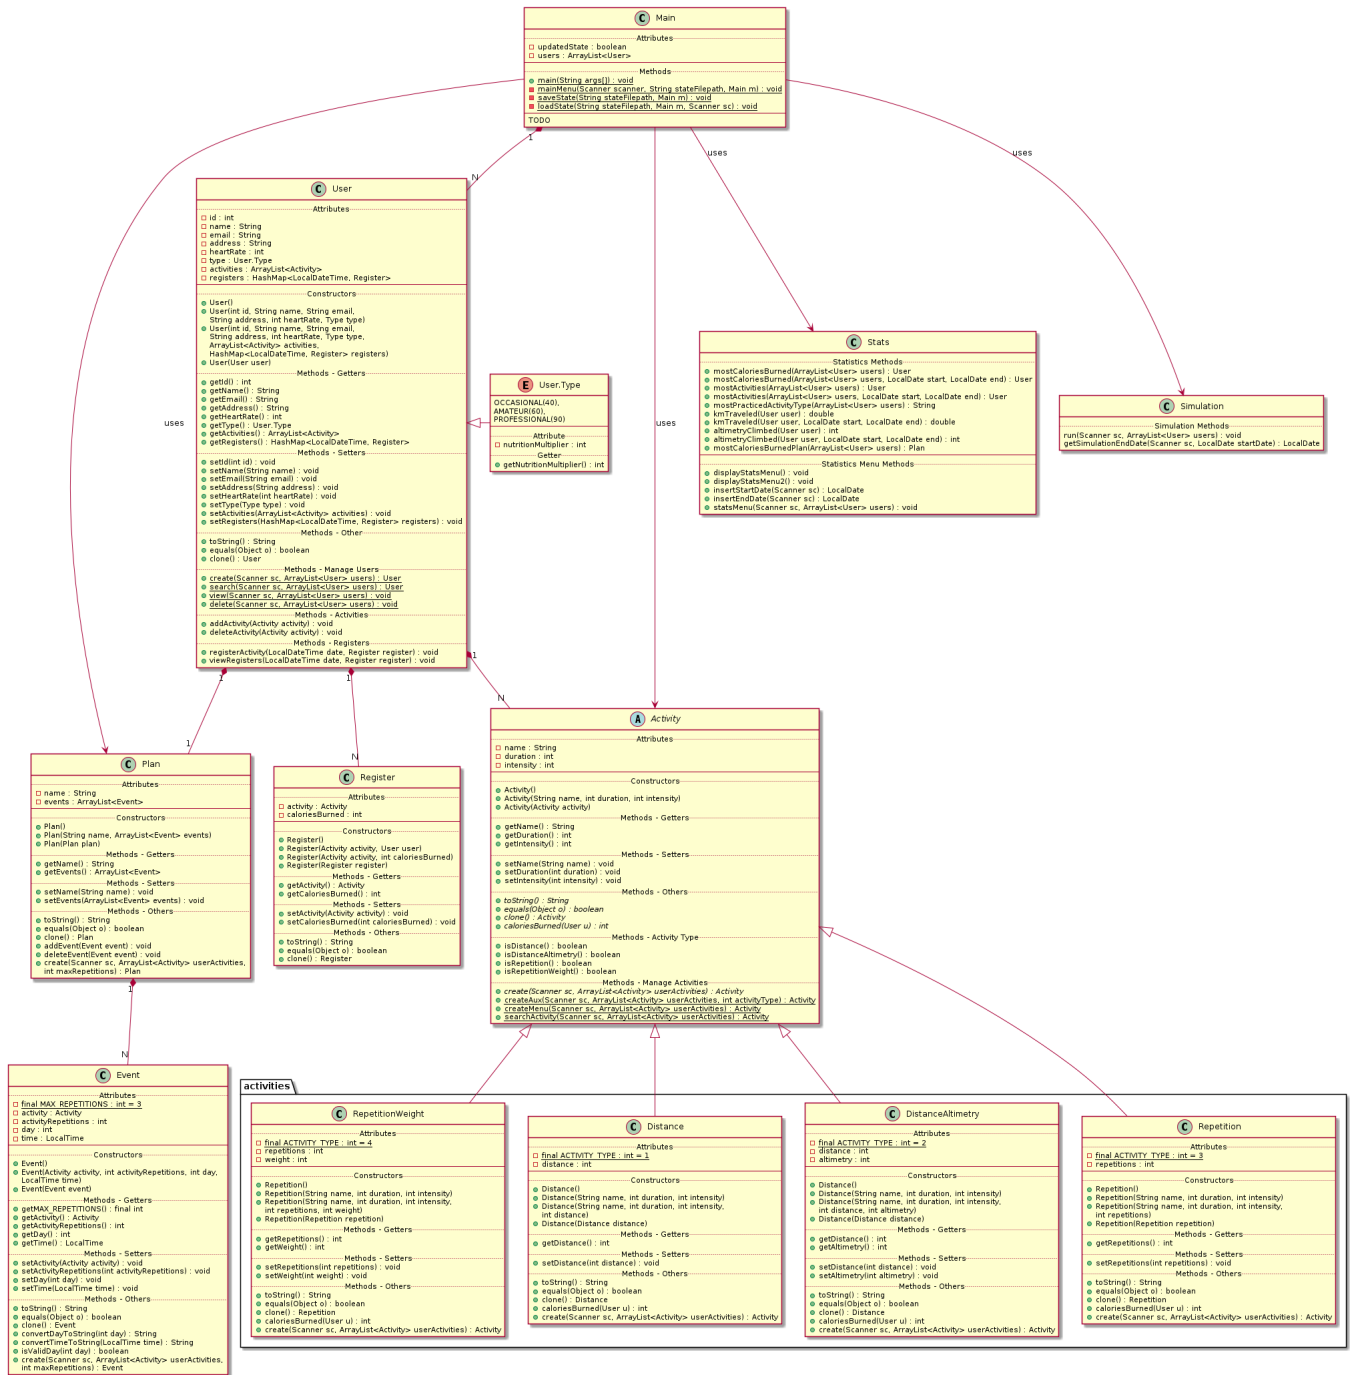 C Main
Attributes
updatedState : boolean
users : ArrayList<User>
Methods
main(String args[]) : void
mainMenu(Scanner scanner, String stateFilepath, Main m) : void
saveState(String stateFilepath, Main m) : void
loadState(String stateFilepath, Main m, Scanner sc) : void
TODO
1
N
uses
uses
uses
uses
C User
Attributes
id : int
name : String
email : String
address : String
heartRate : int
type : User.Type
activities : ArrayList<Activity>
registers : HashMap<LocalDateTime, Register>
Constructors
User()
User(int id, String name, String email,
String address, int heartRate, Type type)
User(int id, String name, String email,
String address, int heartRate, Type type,
ArrayList<Activity> activities,
HashMap<LocalDateTime, Register> registers)
User(User user)
Methods - Getters
getId() : int
getName() : String
getEmail() : String
getAddress() : String
getHeartRate() : int
getType() : User.Type
getActivities() : ArrayList<Activity>
getRegisters() : HashMap<LocalDateTime, Register>
Methods - Setters
setId(int id) : void
setName(String name) : void
setEmail(String email) : void
setAddress(String address) : void
setHeartRate(int heartRate) : void
setType(Type type) : void
setActivities(ArrayList<Activity> activities) : void
setRegisters(HashMap<LocalDateTime, Register> registers) : void
Methods - Other
toString() : String
equals(Object o) : boolean
clone() : User
Methods - Manage Users
create(Scanner sc, ArrayList<User> users) : User
search(Scanner sc, ArrayList<User> users) : User
view(Scanner sc, ArrayList<User> users) : void
delete(Scanner sc, ArrayList<User> users) : void
Methods - Activities
addActivity(Activity activity) : void
deleteActivity(Activity activity) : void
Methods - Registers
registerActivity(LocalDateTime date, Register register) : void
viewRegisters(LocalDateTime date, Register register) : void
E User.Type
OCCASIONAL(40),
AMATEUR(60),
PROFESSIONAL(90)
Attribute
nutritionMultiplier : int
Getter
getNutritionMultiplier() : int
C Stats
Statistics Methods
mostCaloriesBurned(ArrayList<User> users) : User
mostCaloriesBurned(ArrayList<User> users, LocalDate start, LocalDate end) : User
mostActivities(ArrayList<User> users) : User
mostActivities(ArrayList<User> users, LocalDate start, LocalDate end) : User
mostPracticedActivityType(ArrayList<User> users) : String
kmTraveled(User user) : double
kmTraveled(User user, LocalDate start, LocalDate end) : double
altimetryClimbed(User user) : int
altimetryClimbed(User user, LocalDate start, LocalDate end) : int
mostCaloriesBurnedPlan(ArrayList<User> users) : Plan
Statistics Menu Methods
displayStatsMenu() : void
displayStatsMenu2() : void
insertStartDate(Scanner sc) : LocalDate
insertEndDate(Scanner sc) : LocalDate
statsMenu(Scanner sc, ArrayList<User> users) : void
C Simulation
Simulation Methods
run(Scanner sc, ArrayList<User> users) : void
getSimulationEndDate(Scanner sc, LocalDate startDate) : LocalDate
1
1
1
N
1
N
C Plan
Attributes
name : String
events : ArrayList<Event>
Constructors
Plan()
Plan(String name, ArrayList<Event> events)
Plan(Plan plan)
Methods - Getters
getName() : String
getEvents() : ArrayList<Event>
Methods - Setters
setName(String name) : void
setEvents(ArrayList<Event> events) : void
Methods - Others
toString() : String
equals(Object o) : boolean
clone() : Plan
addEvent(Event event) : void
deleteEvent(Event event) : void
create(Scanner sc, ArrayList<Activity> userActivities,
int maxRepetitions) : Plan
1
N
C Register
Attributes
activity : Activity
caloriesBurned : int
Constructors
Register()
Register(Activity activity, User user)
Register(Activity activity, int caloriesBurned)
Register(Register register)
Methods - Getters
getActivity() : Activity
getCaloriesBurned() : int
Methods - Setters
setActivity(Activity activity) : void
setCaloriesBurned(int caloriesBurned) : void
Methods - Others
toString() : String
equals(Object o) : boolean
clone() : Register
A Activity
Attributes
name : String
duration : int
intensity : int
Constructors
Activity()
Activity(String name, int duration, int intensity)
Activity(Activity activity)
Methods - Getters
getName() : String
getDuration() : int
getIntensity() : int
Methods - Setters
setName(String name) : void
setDuration(int duration) : void
setIntensity(int intensity) : void
Methods - Others
toString() : String
equals(Object o) : boolean
clone() : Activity
caloriesBurned(User u) : int
Methods - Activity Type
isDistance() : boolean
isDistanceAltimetry() : boolean
isRepetition() : boolean
isRepetitionWeight() : boolean
Methods - Manage Activities
create(Scanner sc, ArrayList<Activity> userActivities) : Activity
createAux(Scanner sc, ArrayList<Activity> userActivities, int activityType) : Activity
createMenu(Scanner sc, ArrayList<Activity> userActivities) : Activity
searchActivity(Scanner sc, ArrayList<Activity> userActivities) : Activity
C Event
Attributes
final MAX_REPETITIONS : int = 3
activity : Activity
activityRepetitions : int
day : int
time : LocalTime
Constructors
Event()
Event(Activity activity, int activityRepetitions, int day,
LocalTime time)
Event(Event event)
Methods - Getters
getMAX_REPETITIONS() : final int
getActivity() : Activity
getActivityRepetitions() : int
getDay() : int
getTime() : LocalTime
Methods - Setters
setActivity(Activity activity) : void
setActivityRepetitions(int activityRepetitions) : void
setDay(int day) : void
setTime(LocalTime time) : void
Methods - Others
toString() : String
equals(Object o) : boolean
clone() : Event
convertDayToString(int day) : String
convertTimeToString(LocalTime time) : String
isValidDay(int day) : boolean
create(Scanner sc, ArrayList<Activity> userActivities,
int maxRepetitions) : Event
activities
C RepetitionWeight
Attributes
final ACTIVITY_TYPE : int = 4
repetitions : int
weight : int
Constructors
Repetition()
Repetition(String name, int duration, int intensity)
Repetition(String name, int duration, int intensity,
int repetitions, int weight)
Repetition(Repetition repetition)
Methods - Getters
getRepetitions() : int
getWeight() : int
Methods - Setters
setRepetitions(int repetitions) : void
setWeight(int weight) : void
Methods - Others
toString() : String
equals(Object o) : boolean
clone() : Repetition
caloriesBurned(User u) : int
create(Scanner sc, ArrayList<Activity> userActivities) : Activity
C Distance
Attributes
final ACTIVITY_TYPE : int = 1
distance : int
Constructors
Distance()
Distance(String name, int duration, int intensity)
Distance(String name, int duration, int intensity,
int distance)
Distance(Distance distance)
Methods - Getters
getDistance() : int
Methods - Setters
setDistance(int distance) : void
Methods - Others
toString() : String
equals(Object o) : boolean
clone() : Distance
caloriesBurned(User u) : int
create(Scanner sc, ArrayList<Activity> userActivities) : Activity
C DistanceAltimetry
Attributes
final ACTIVITY_TYPE : int = 2
distance : int
altimetry : int
Constructors
Distance()
Distance(String name, int duration, int intensity)
Distance(String name, int duration, int intensity,
int distance, int altimetry)
Distance(Distance distance)
Methods - Getters
getDistance() : int
getAltimetry() : int
Methods - Setters
setDistance(int distance) : void
setAltimetry(int altimetry) : void
Methods - Others
toString() : String
equals(Object o) : boolean
clone() : Distance
caloriesBurned(User u) : int
create(Scanner sc, ArrayList<Activity> userActivities) : Activity
C Repetition
Attributes
final ACTIVITY_TYPE : int = 3
repetitions : int
Constructors
Repetition()
Repetition(String name, int duration, int intensity)
Repetition(String name, int duration, int intensity,
int repetitions)
Repetition(Repetition repetition)
Methods - Getters
getRepetitions() : int
Methods - Setters
setRepetitions(int repetitions) : void
Methods - Others
toString() : String
equals(Object o) : boolean
clone() : Repetition
caloriesBurned(User u) : int
create(Scanner sc, ArrayList<Activity> userActivities) : Activity